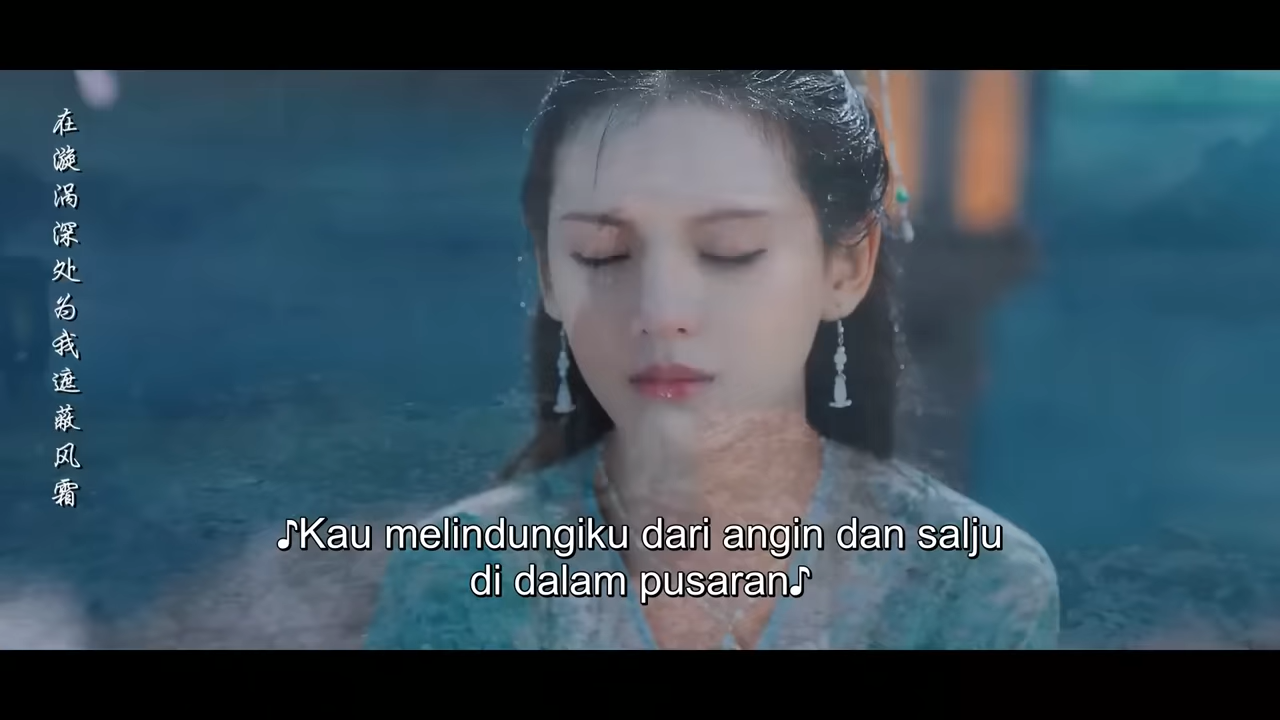 在漩涡深处为我遮蔽风霜
♪Kau melindungiku dari angin dan salju
di dalam pusaran♪